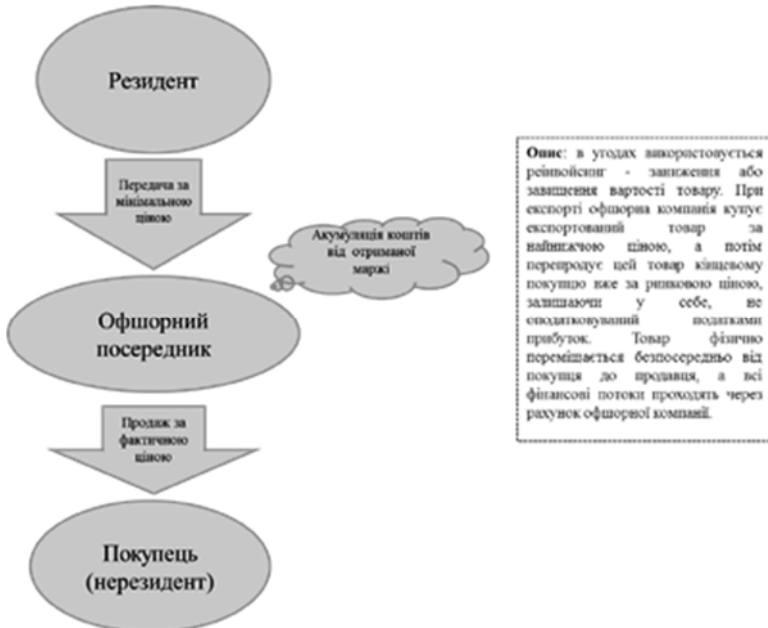 Резидент
Передача за
мінімальною
ціною
Акумуляція коштів
від отриманої
маржі
Офшорний
посередник
Продаж за
фактичною
ціною
Покупець
(нерезидент)
Опис: в угодах використовується
реінвойсинг - заниження або
завищення вартості товару. При
експорті офшорна компанія купує
експортований товар за
найнижчою ціною, а потім
перепродує цей товар кінцевому
покупцю вже за ринковою ціною,
залишаючи у себе, не
оподатковуваний податками
прибуток. Товар фізично
переміщається безпосередньо від
покупця до продавця, а всі
фінансові потоки проходять через
рахунок офшорної компанії.